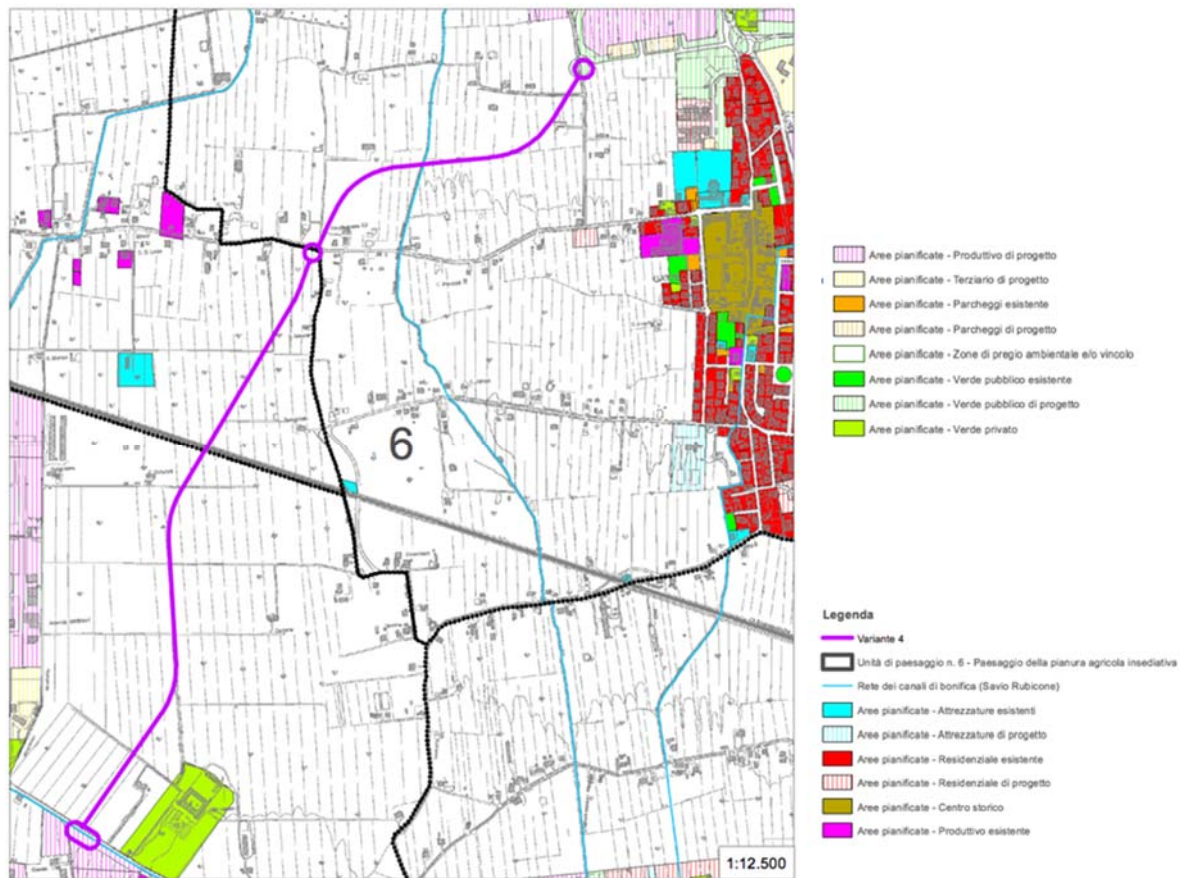 6
1:12.500
Aree pianificate - Produttivo di progetto
Aree pianificate - Terziario di progetto
Aree pianificate - Parcheggi esistente
Aree pianificate - Parcheggi di progetto
Aree pianificate - Zone di pregio ambientale e/o vincolo
Aree pianificate - Verde pubblico esistente
Aree pianificate - Verde pubblico di progetto
Aree pianificate - Verde privato
Legenda
Variante 4
Unità di paesaggio n. 6 - Paesaggio della pianura agricola insediativa
Rete dei canali di bonifica (Savio Rubicone)
Aree pianificate - Attrezzature esistenti
Aree pianificate - Attrezzature di progetto
Aree pianificate - Residenziale esistente
Aree pianificate - Residenziale di progetto
Aree pianificate - Centro storico
Aree pianificate - Produttivo esistente